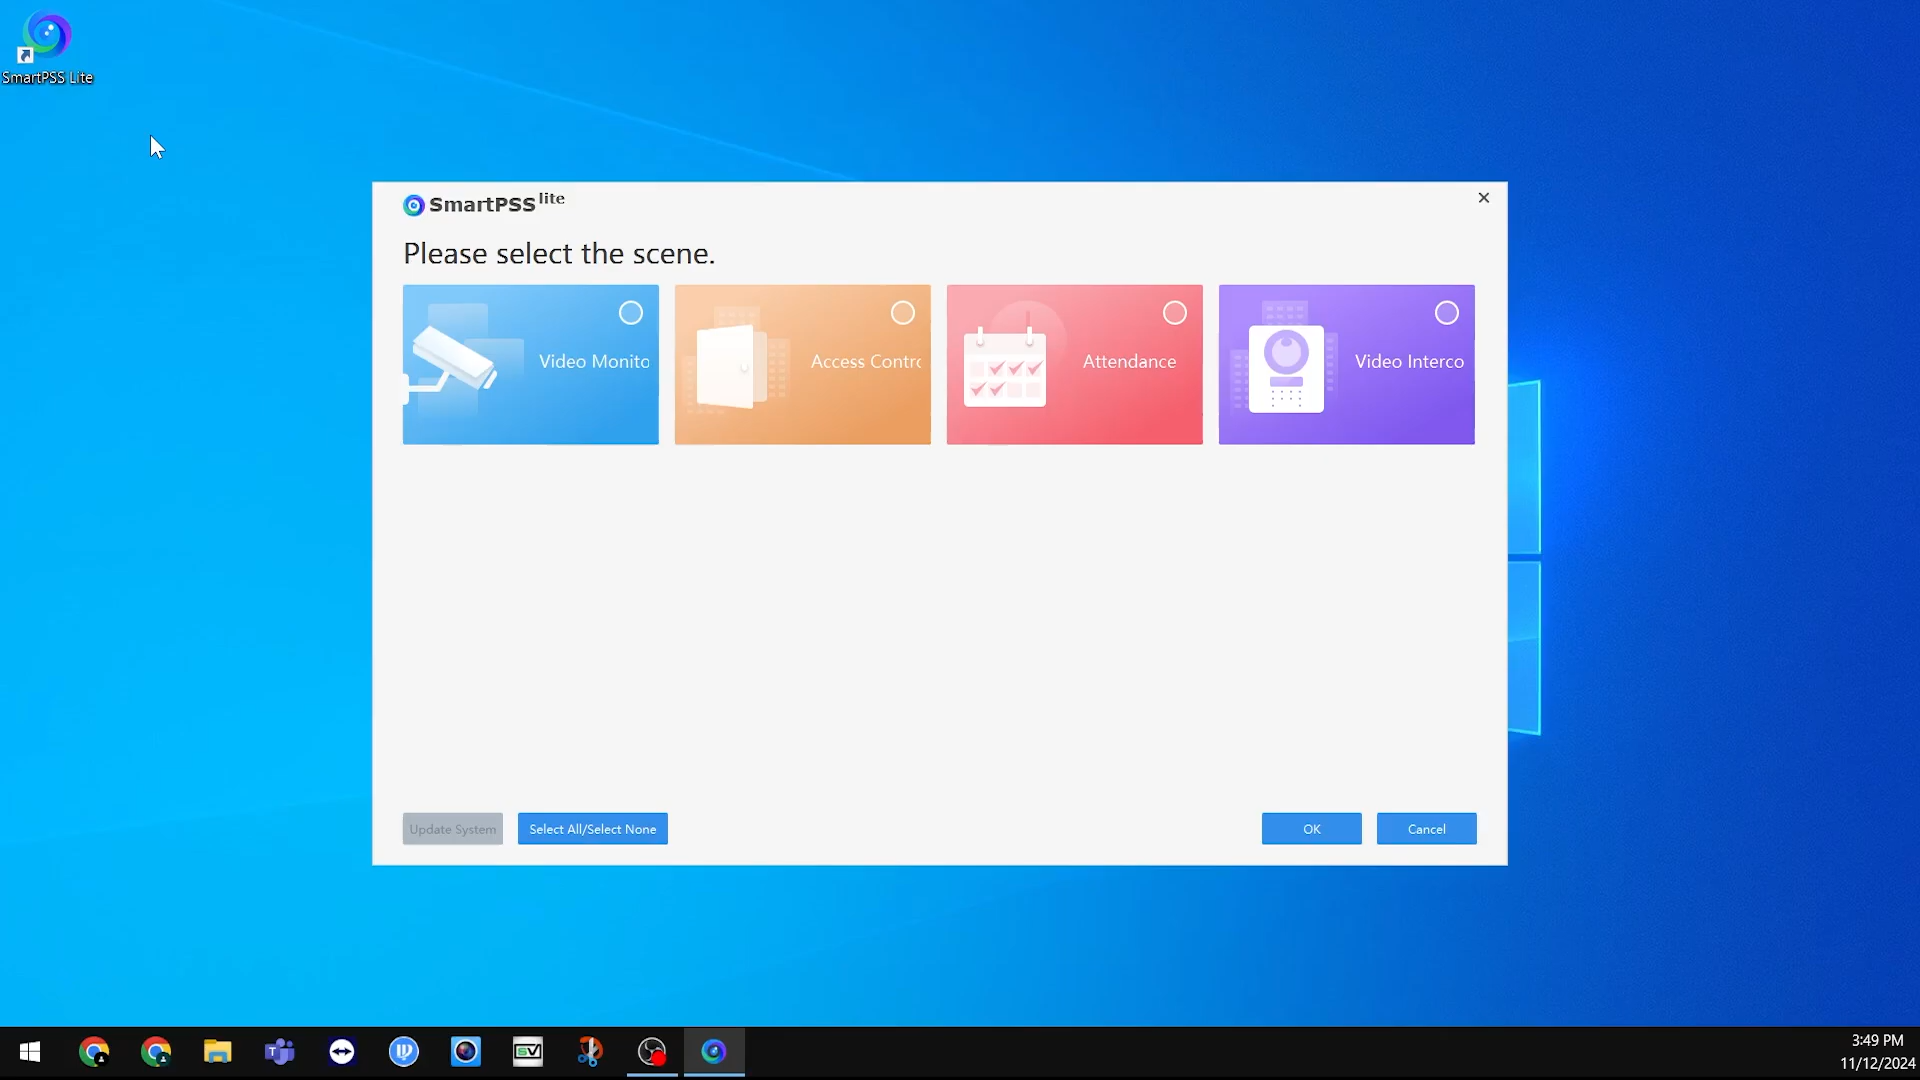 SmartPSS Lite
SmartPSS lite
Please select the scene.
Video Monito
Access Contro
Attendance
Video Interco
Update System
Select All/Select None
OK
Cancel
3:49 PM
11/12/2024